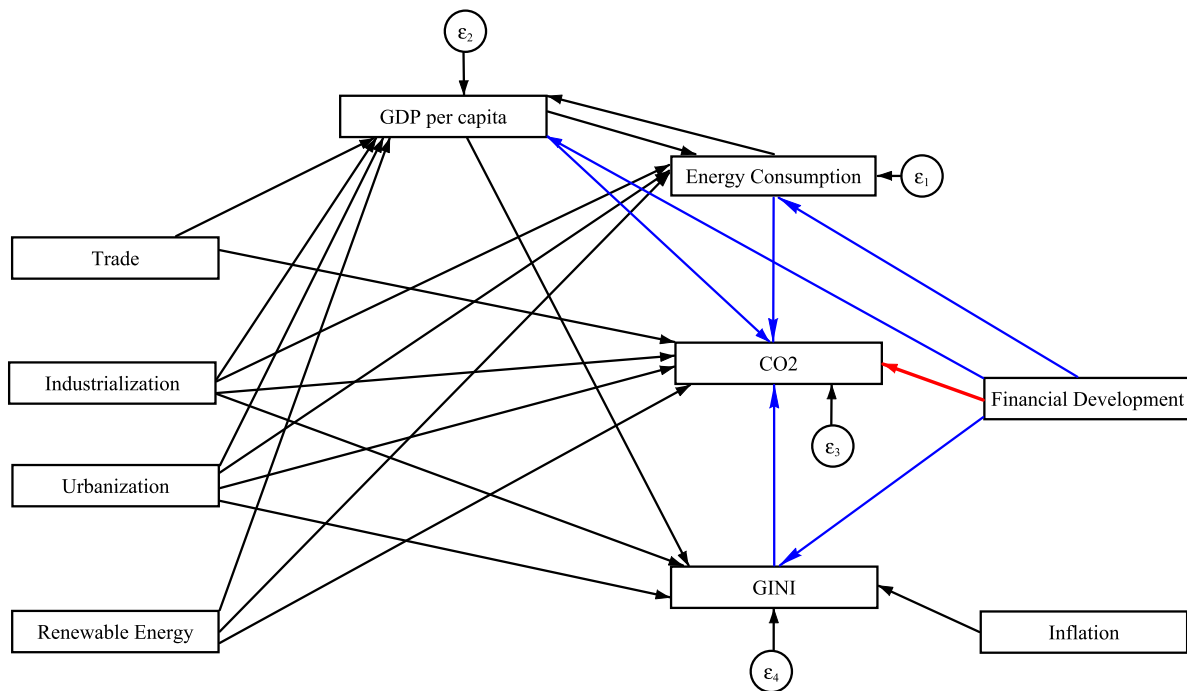 ε2
GDP per capita
Energy Consumption
ε1
Trade
CO2
Industrialization
Financial Development
ε3
Urbanization
GINI
Renewable Energy
Inflation
ε4